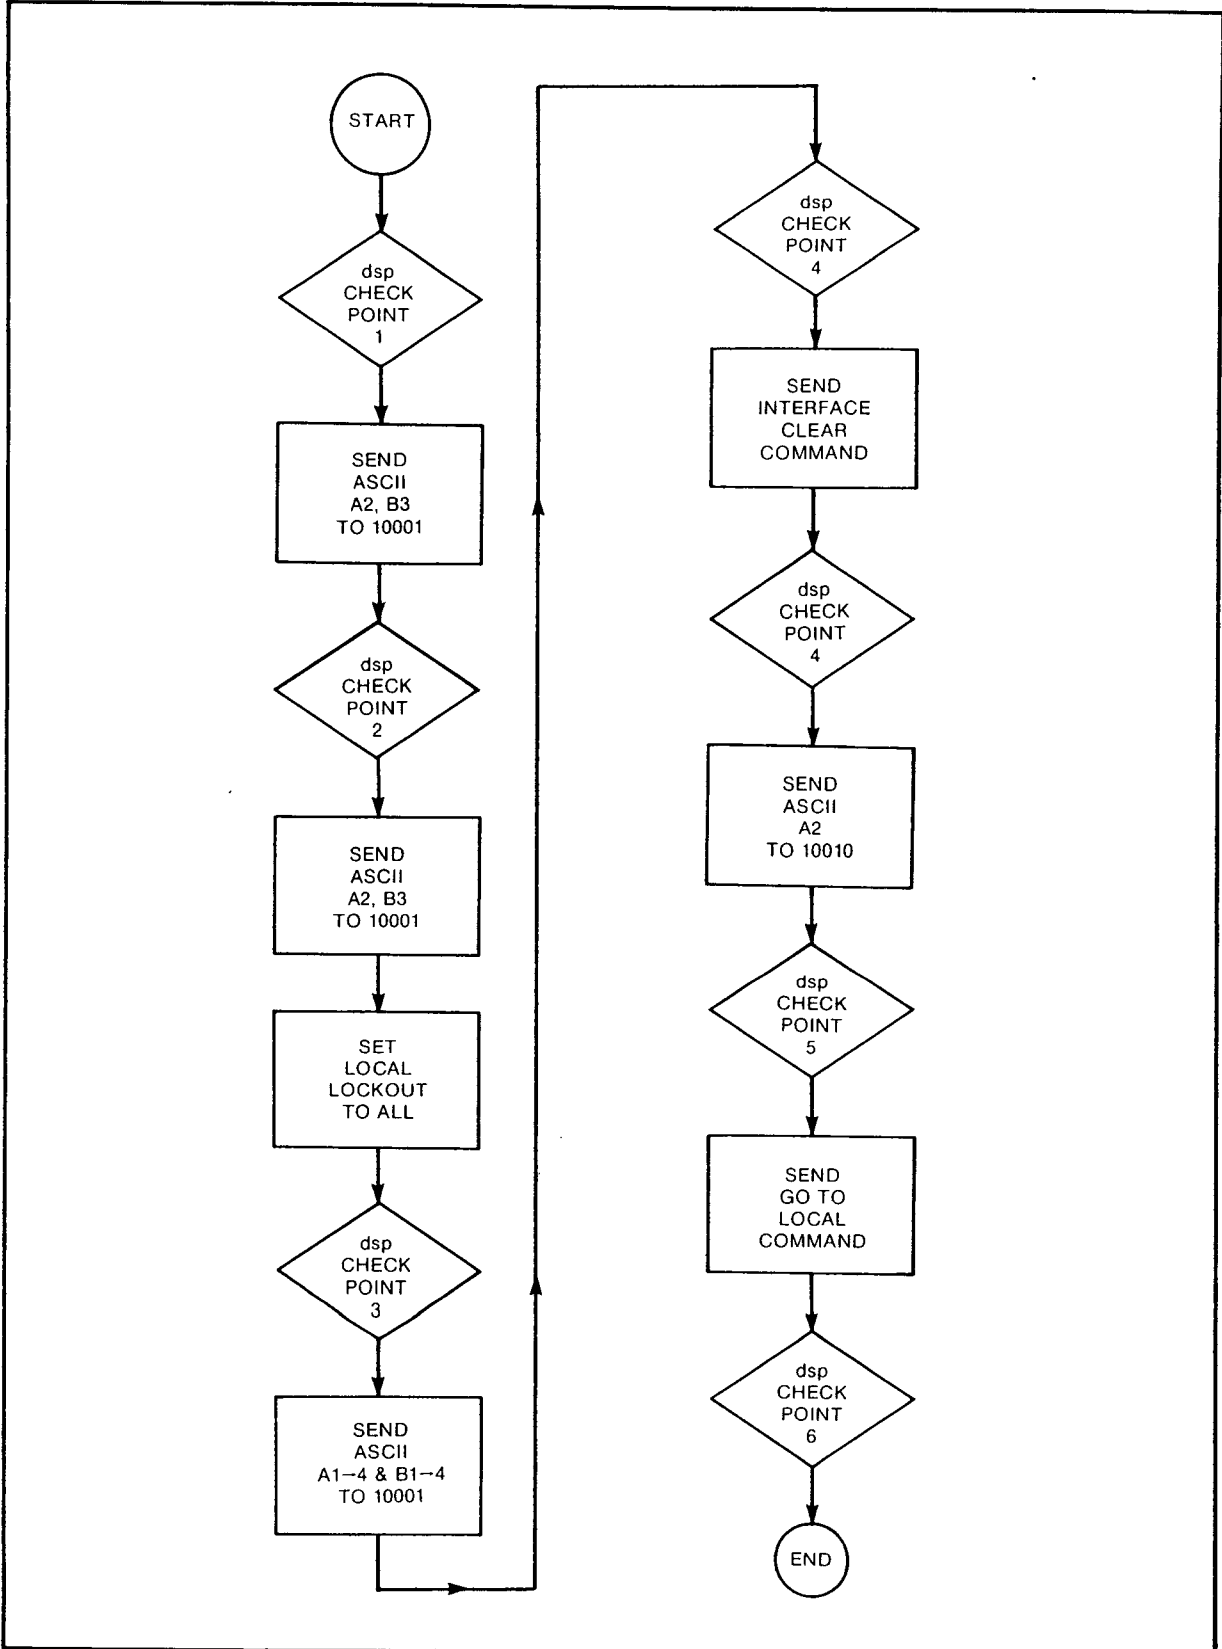 START
dsp
CHECK
POINT
1
SEND
ASCII
A2, B3
TO 10001
dsp
CHECK
POINT
2
SEND
ASCII
A2, B3
TO 10001
SET
LOCAL
LOCKOUT
TO ALL
dsp
CHECK
POINT
3
SEND
ASCII
A1→4 & B1→4
TO 10001
dsp
CHECK
POINT
4
SEND
INTERFACE
CLEAR
COMMAND
dsp
CHECK
POINT
4
SEND
ASCII
A2
TO 10010
dsp
CHECK
POINT
5
SEND
GO TO
LOCAL
COMMAND
dsp
CHECK
POINT
6
END